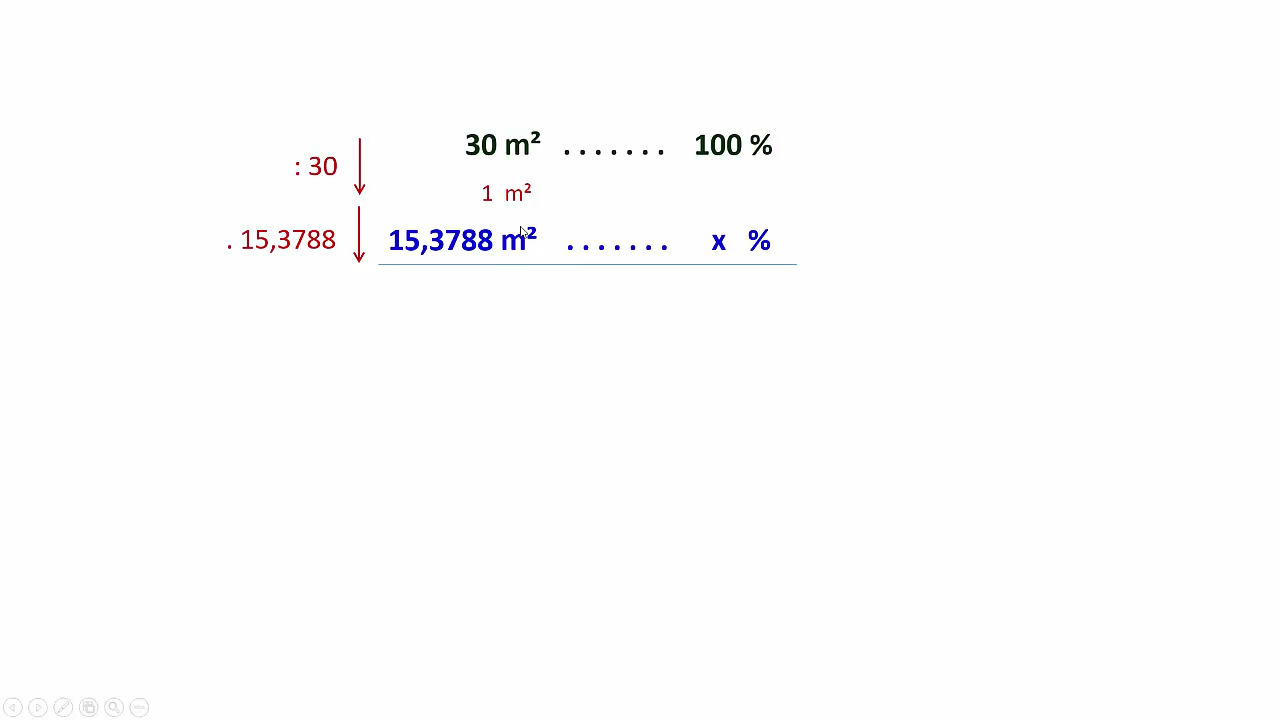 30 m² . . . . . . . 100 %
: 30
1 m²
. 15,3788
15,3788 m² . . . . . . . x %